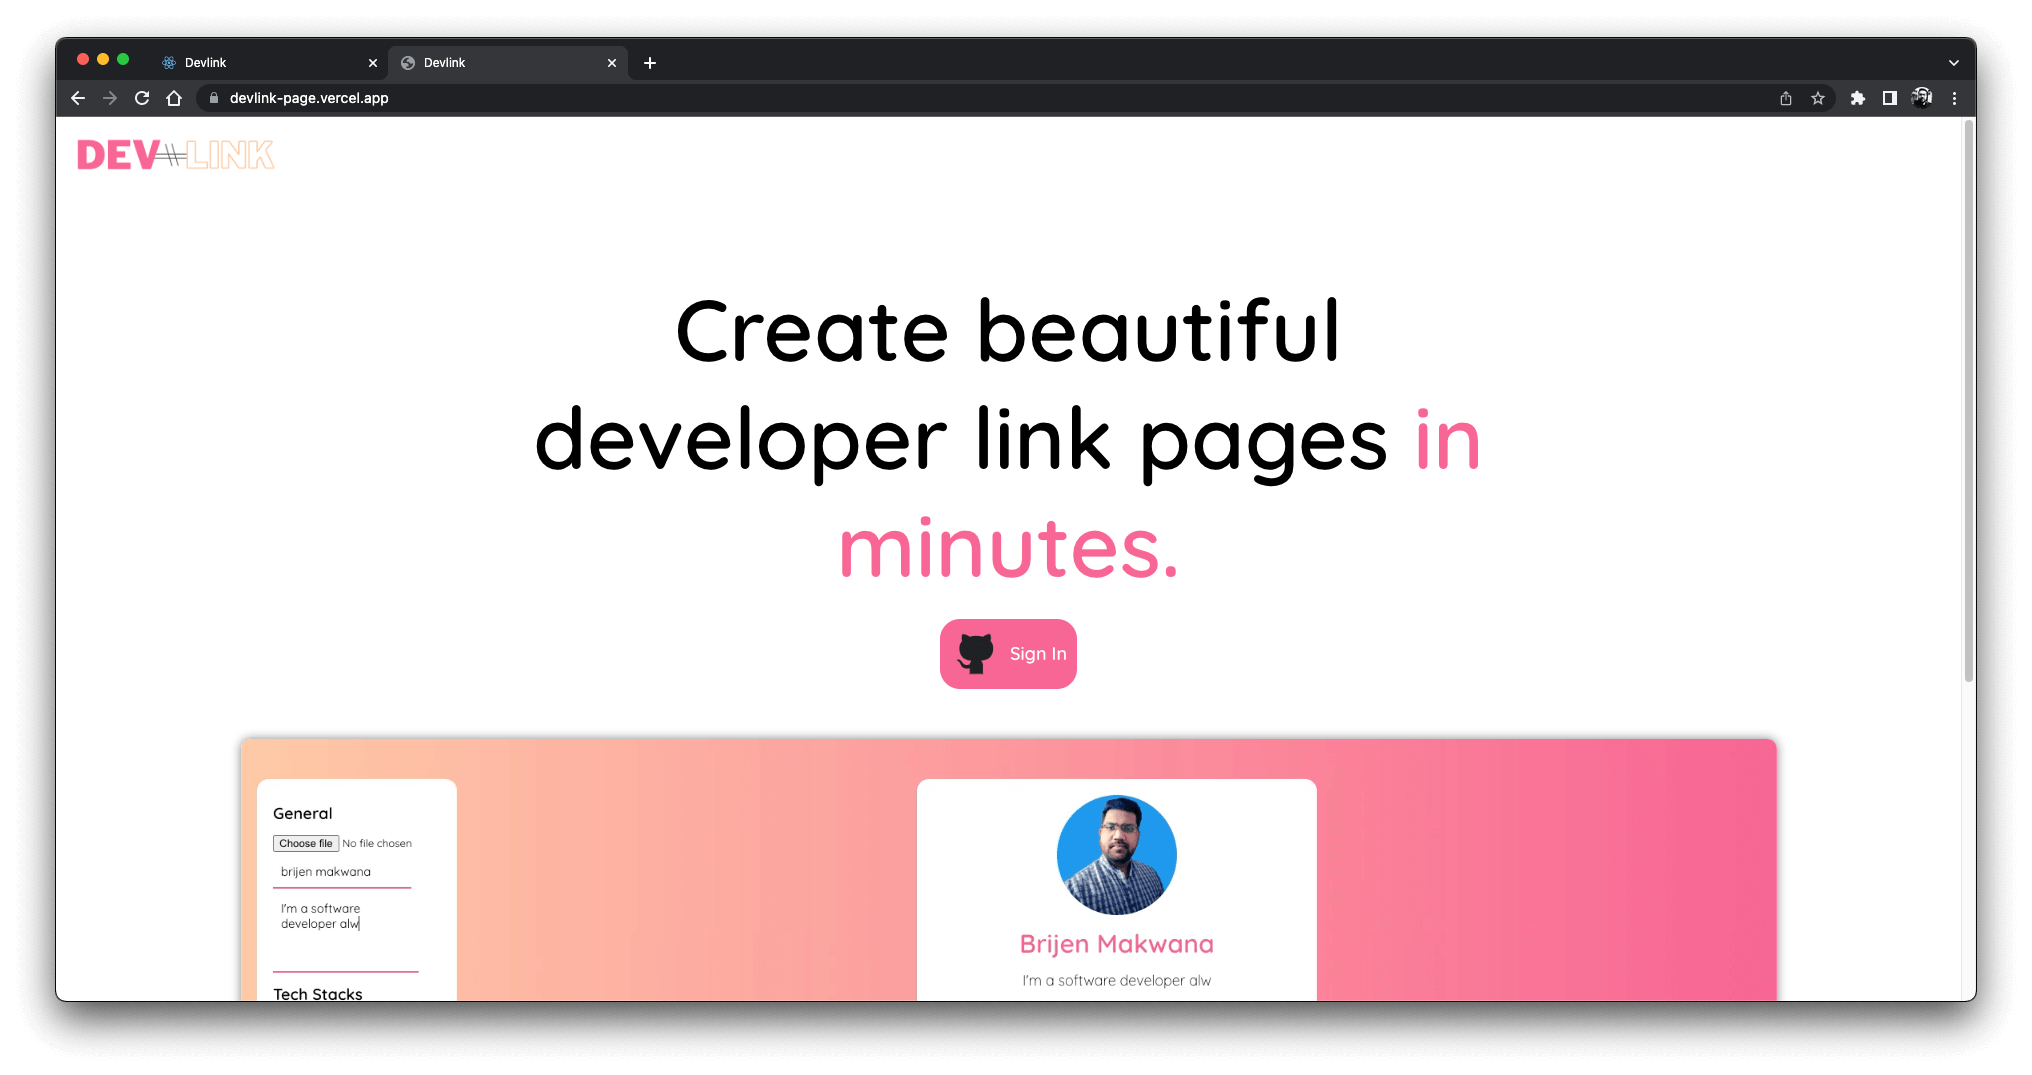 Devlink
Devlink
devlink-page.vercel.app
DEV LINK
Create beautiful
developer link pages in
minutes.
Sign In
General
Choose file No file chosen
brijen makwana
I'm a software
developer alw
Tech Stacks
Brijen Makwana
I'm a software developer alw